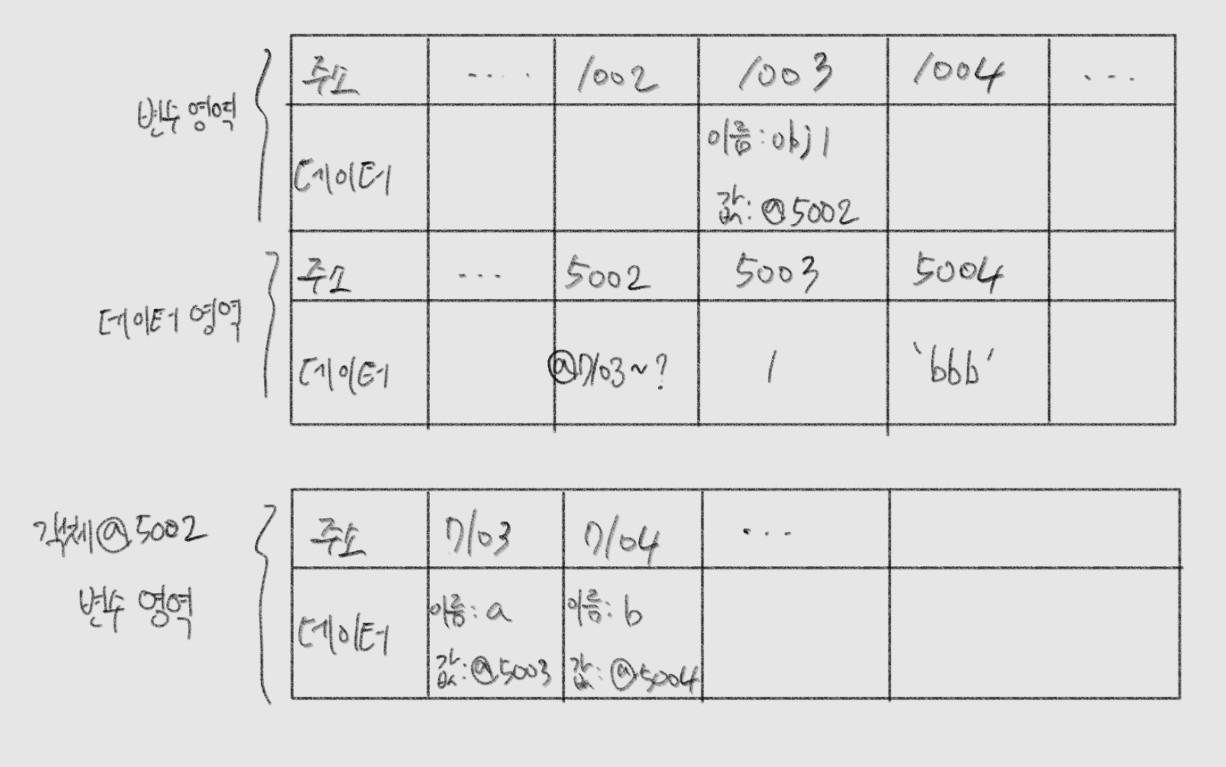 변수 영역
주소 ... 1002 1003 1004 ...
데이터
이름: obj1
값: @5002
데이터 영역
주소 ... 5002 5003 5004
데이터 @7103~? 1 'bbb'
객체@5002
변수 영역
주소 7103 7104 ...
데이터
이름: a 이름: b
값: @5003 값: @5004